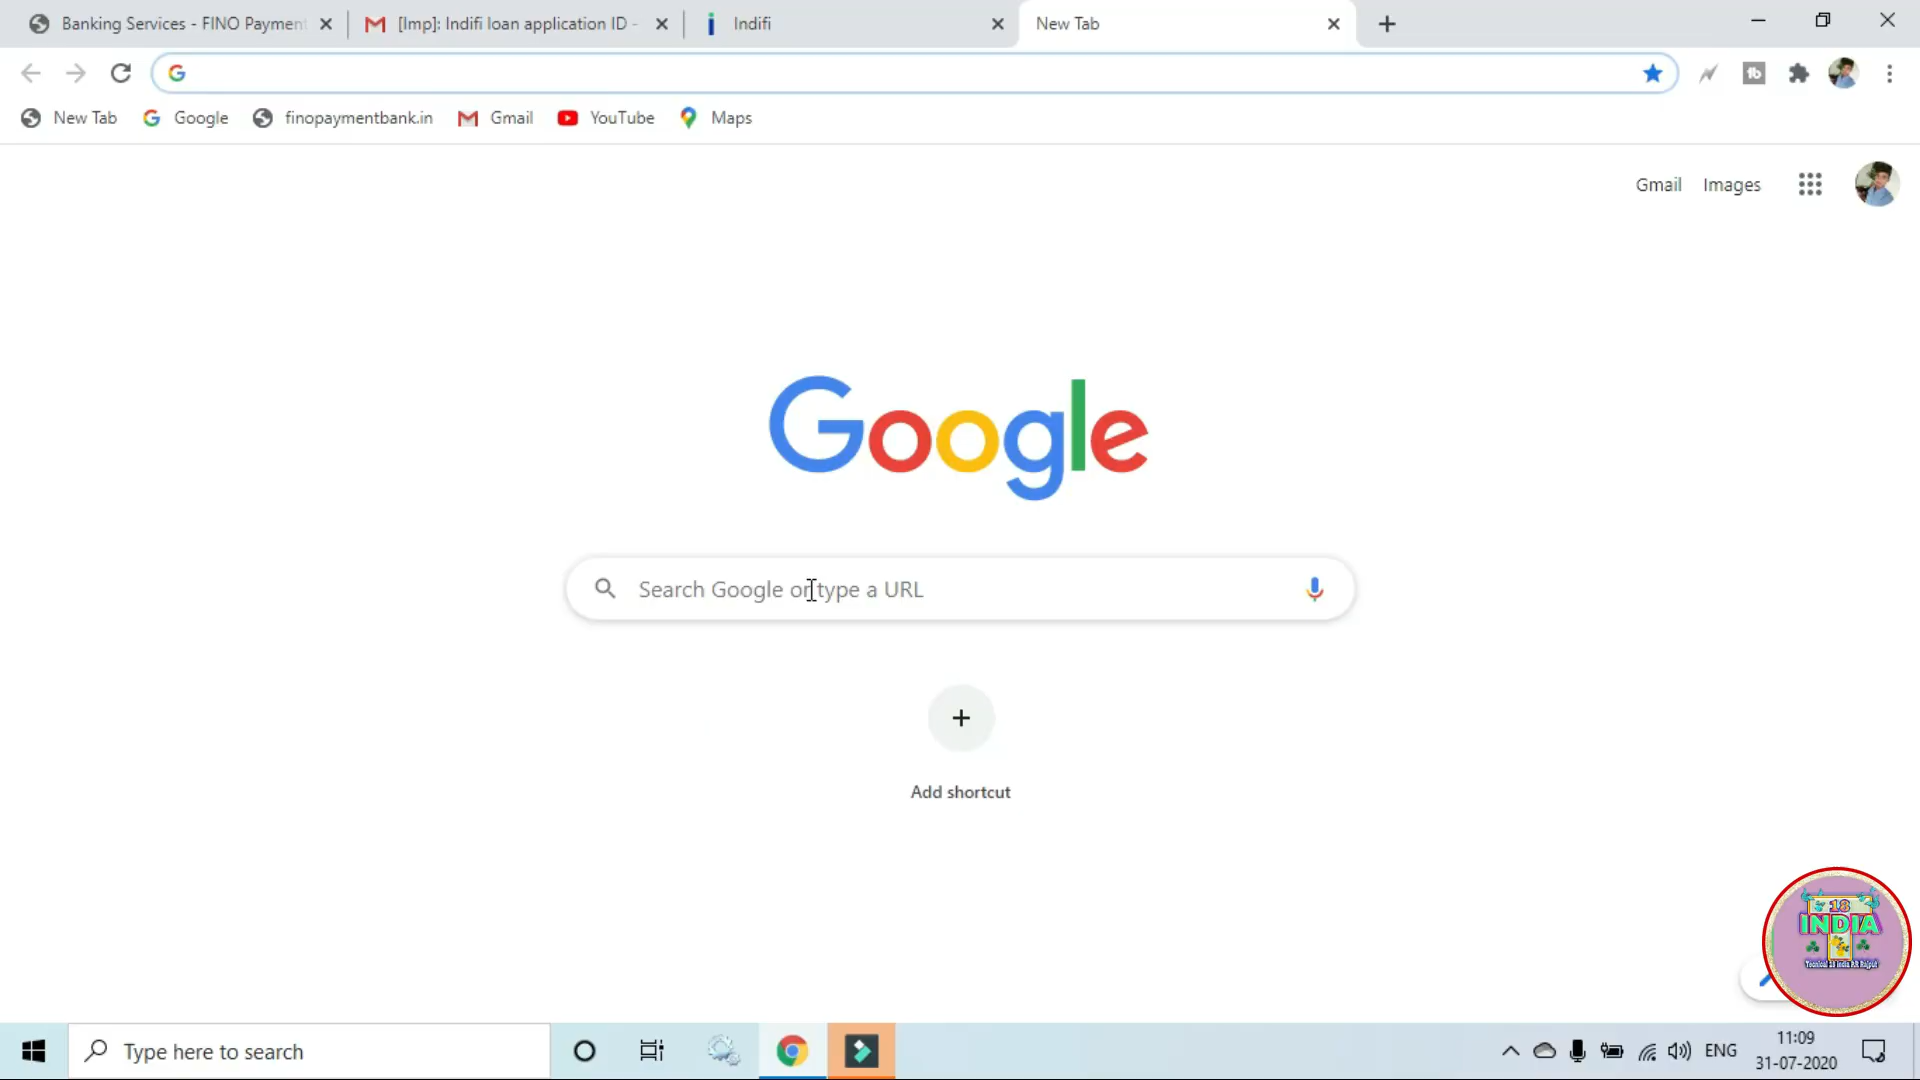 Banking Services - FINO Payment
[Imp]: Indifi loan application ID -
Indifi
New Tab
New Tab
Google
finopaymentbank.in
Gmail
YouTube
Maps
Gmail
Images
Google
Search Google or type a URL
Add shortcut
18
INDIA
T
Type here to search
ENG
11:09
31-07-2020